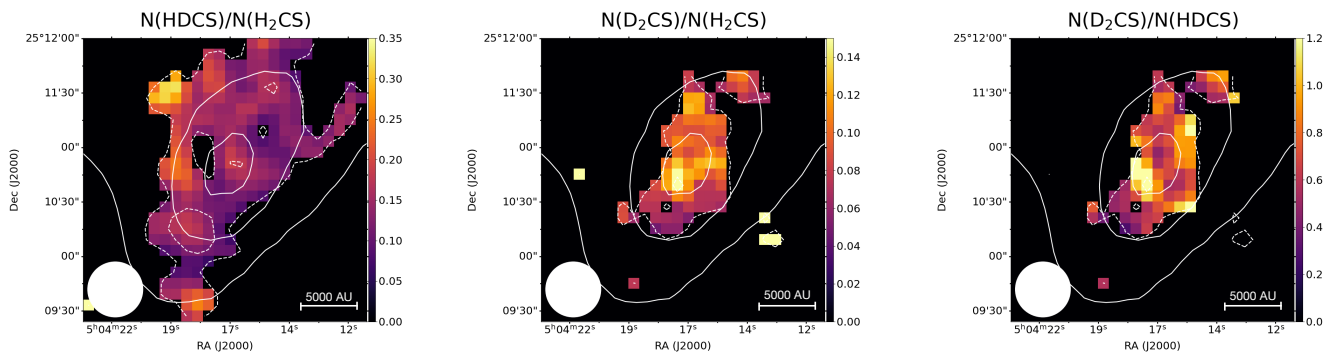 N(HDCS)/N(H₂CS)
25°12'00"
11'30"
00"
10'30"
00"
09'30"
Dec (J2000)
5ʰ04ᵐ22ˢ
19ˢ
17ˢ
14ˢ
12ˢ
RA (J2000)
5000 AU
0.35
0.30
0.25
0.20
0.15
0.10
0.05
0.00
N(D₂CS)/N(H₂CS)
25°12'00"
11'30"
00"
10'30"
00"
09'30"
Dec (J2000)
5ʰ04ᵐ22ˢ
19ˢ
17ˢ
14ˢ
12ˢ
RA (J2000)
5000 AU
0.14
0.12
0.10
0.08
0.06
0.04
0.02
0.00
N(D₂CS)/N(HDCS)
25°12'00"
11'30"
00"
10'30"
00"
09'30"
Dec (J2000)
5ʰ04ᵐ22ˢ
19ˢ
17ˢ
14ˢ
12ˢ
RA (J2000)
5000 AU
1.2
1.0
0.8
0.6
0.4
0.2
0.0